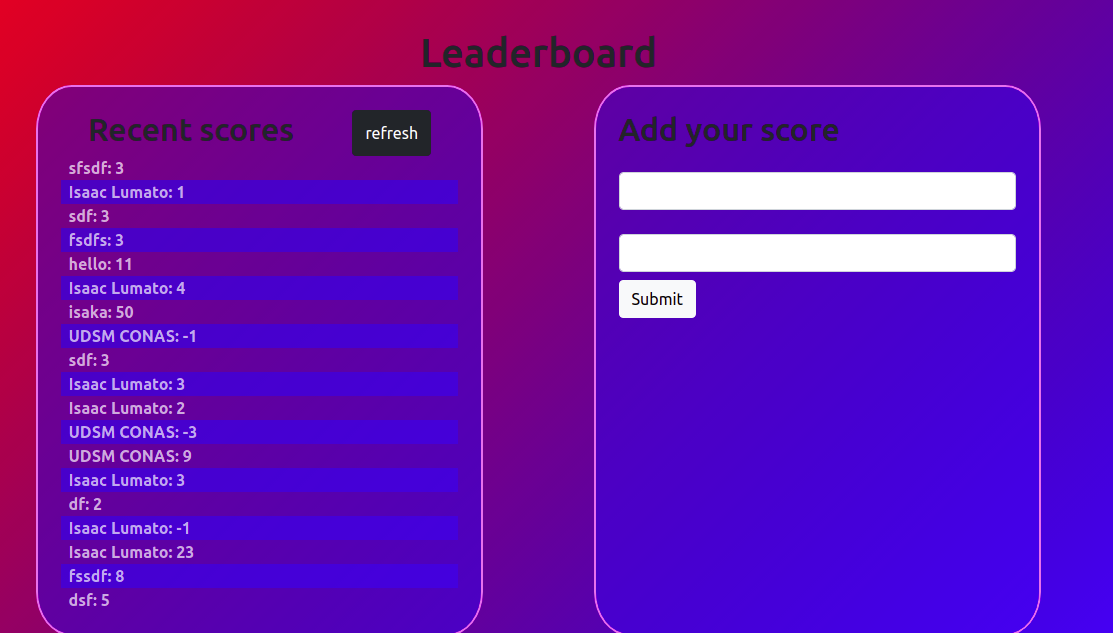 Leaderboard
Recent scores
refresh
sfsdf: 3
Isaac Lumato: 1
sdf: 3
fsdfs: 3
hello: 11
Isaac Lumato: 4
isaka: 50
UDSM CONAS: -1
sdf: 3
Isaac Lumato: 3
Isaac Lumato: 2
UDSM CONAS: -3
UDSM CONAS: 9
Isaac Lumato: 3
df: 2
Isaac Lumato: -1
Isaac Lumato: 23
fssdf: 8
dsf: 5
Add your score
Submit